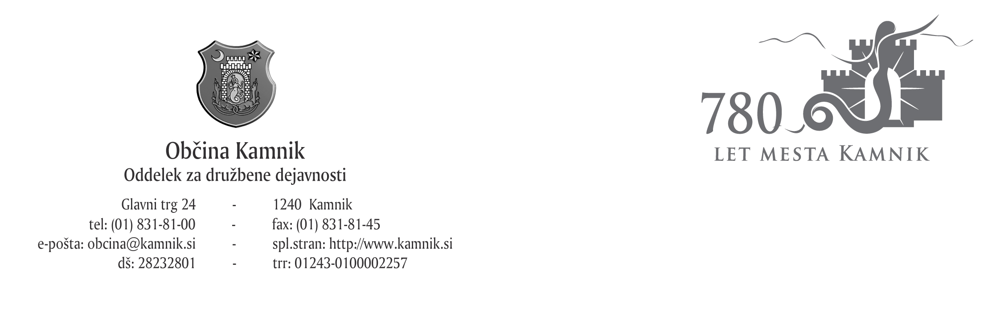 Občina Kamnik
Oddelek za družbene dejavnosti
Glavni trg 24 - 1240 Kamnik
tel: (01) 831-81-00 - fax: (01) 831-81-45
e-pošta: obcina@kamnik.si - spl.stran: http://www.kamnik.si
dš: 28232801 - trr: 01243-0100002257
780
LET MESTA KAMNIK